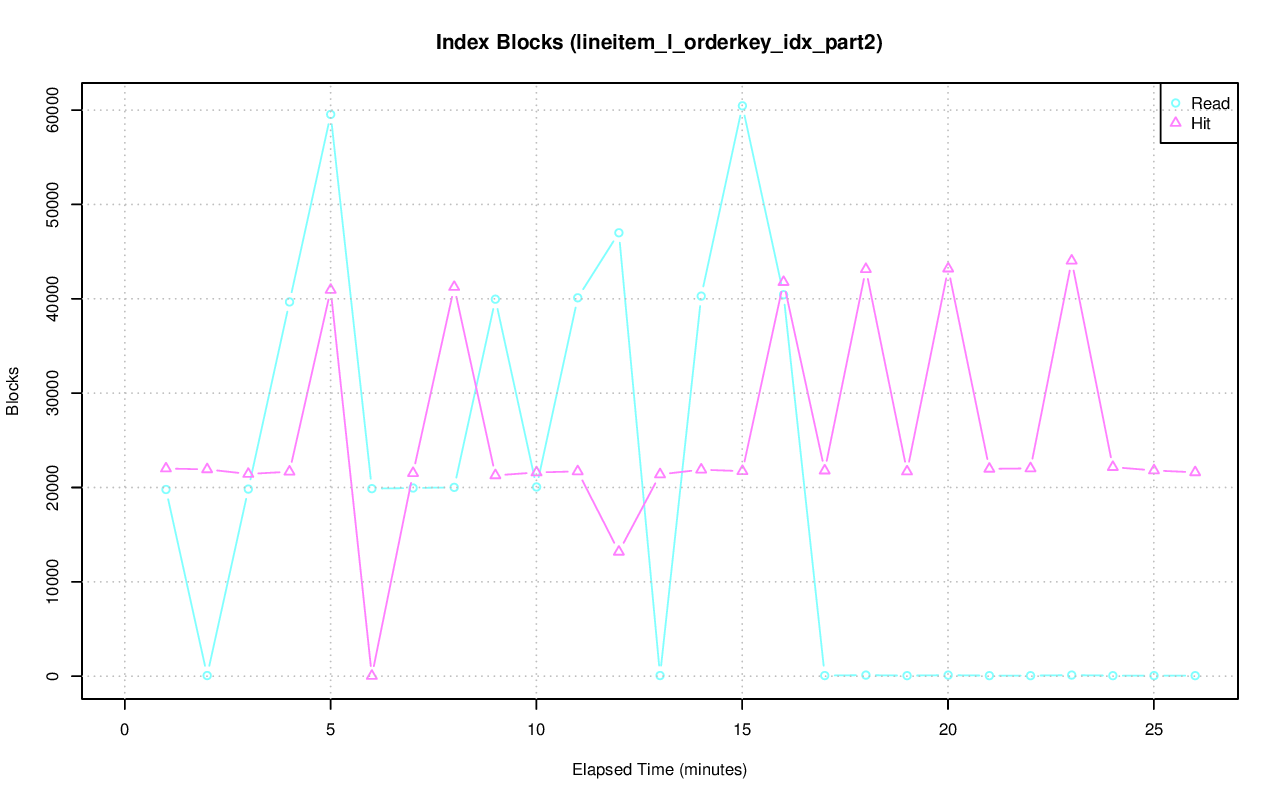 Index Blocks (lineitem_l_orderkey_idx_part2)
Read
Hit
60000
50000
40000
30000
20000
10000
0
Blocks
0 5 10 15 20 25
Elapsed Time (minutes)